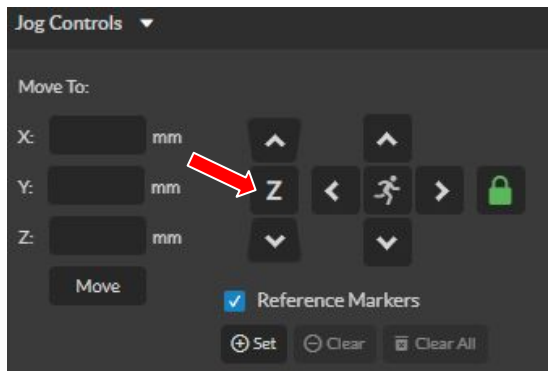 Jog Controls
Move To:
X: mm
Y: mm Z
Z: mm
Move
Reference Markers
Set Clear Clear All